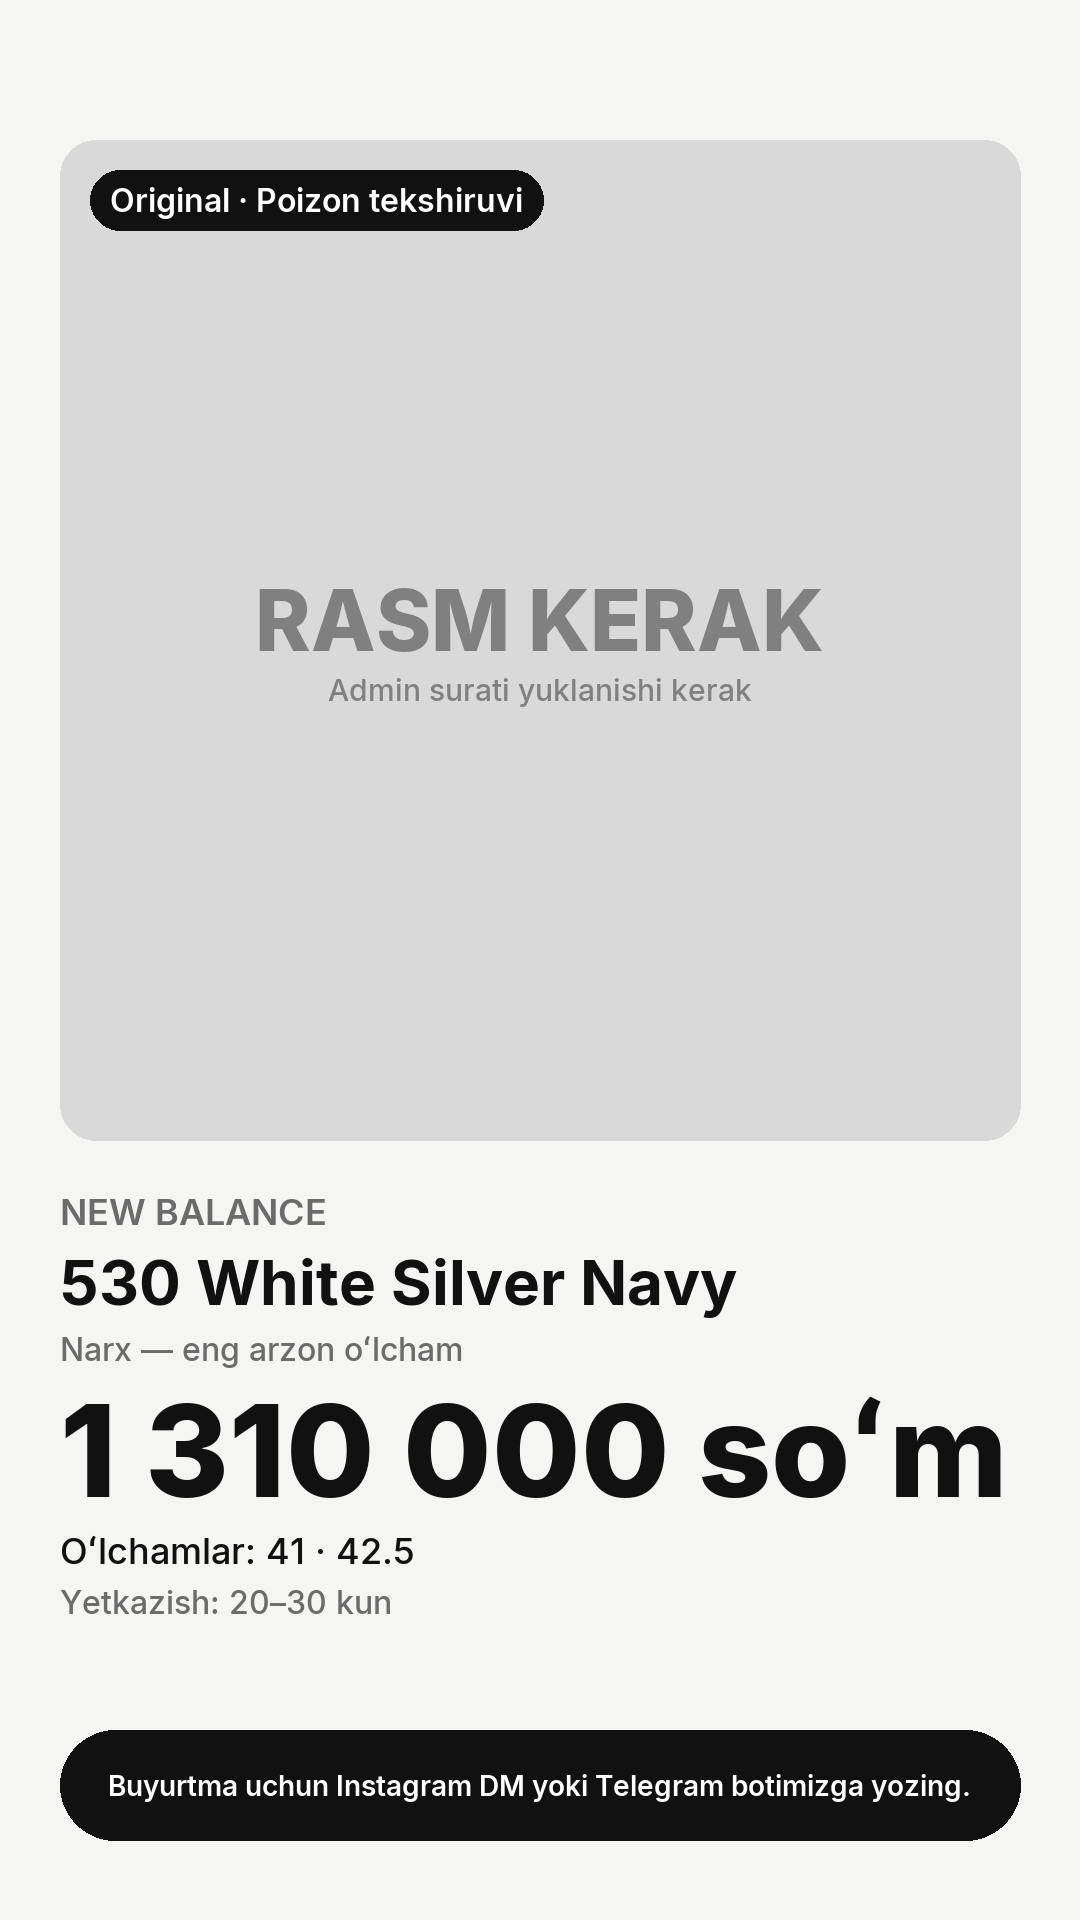 Original · Poizon tekshiruvi
RASM KERAK
Admin surati yuklanishi kerak
NEW BALANCE
530 White Silver Navy
Narx — eng arzon oʻlcham
1 310 000 soʻm
Oʻlchamlar: 41 · 42.5
Yetkazish: 20–30 kun
Buyurtma uchun Instagram DM yoki Telegram botimizga yozing.